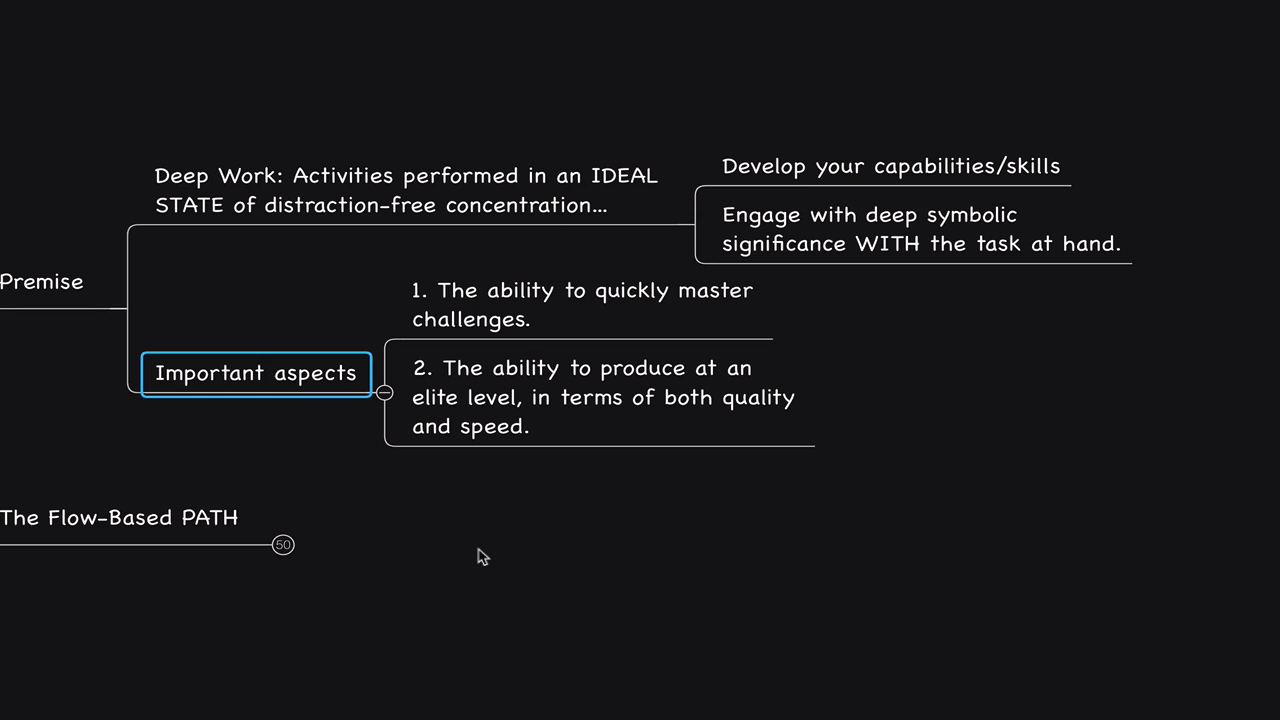 Premise
Deep Work: Activities performed in an IDEAL
STATE of distraction-free concentration...
Develop your capabilities/skills
Engage with deep symbolic
significance WITH the task at hand.
Important aspects
1. The ability to quickly master
challenges.
2. The ability to produce at an
elite level, in terms of both quality
and speed.
The Flow-Based PATH
50